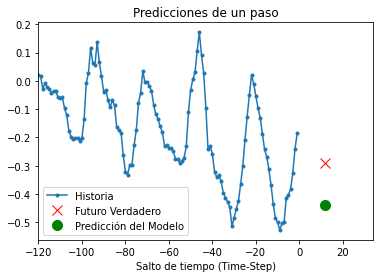 Predicciones de un paso
0.2
0.1
0.0
−0.1
−0.2
−0.3
−0.4
−0.5
Historia
Futuro Verdadero
Predicción del Modelo
−120 −100 −80 −60 −40 −20 0 20
Salto de tiempo (Time-Step)